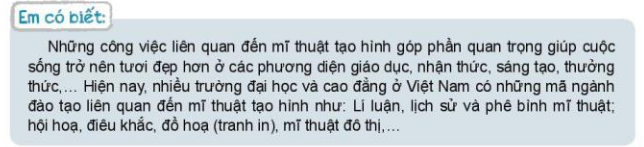 Em có biết:
Những công việc liên quan đến mĩ thuật tạo hình góp phần quan trọng giúp cuộc
sống trở nên tươi đẹp hơn ở các phương diện giáo dục, nhận thức, sáng tạo, thưởng
thức,... Hiện nay, nhiều trường đại học và cao đẳng ở Việt Nam có những mã ngành
đào tạo liên quan đến mĩ thuật tạo hình như: Lí luận, lịch sử và phê bình mĩ thuật;
hội hoạ, điêu khắc, đồ hoạ (tranh in), mĩ thuật đô thị,...